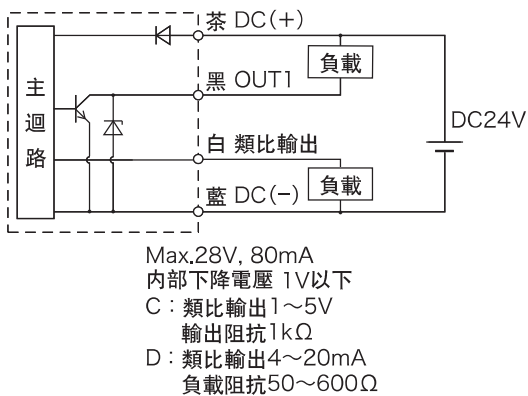 茶 DC(+)
負載
主迴路
黑 OUT1
DC24V
白 類比輸出
負載
藍 DC(-)
Max.28V, 80mA
內部下降電壓 1V以下
C：類比輸出1～5V
輸出阻抗1kΩ
D：類比輸出4～20mA
負載阻抗50～600Ω